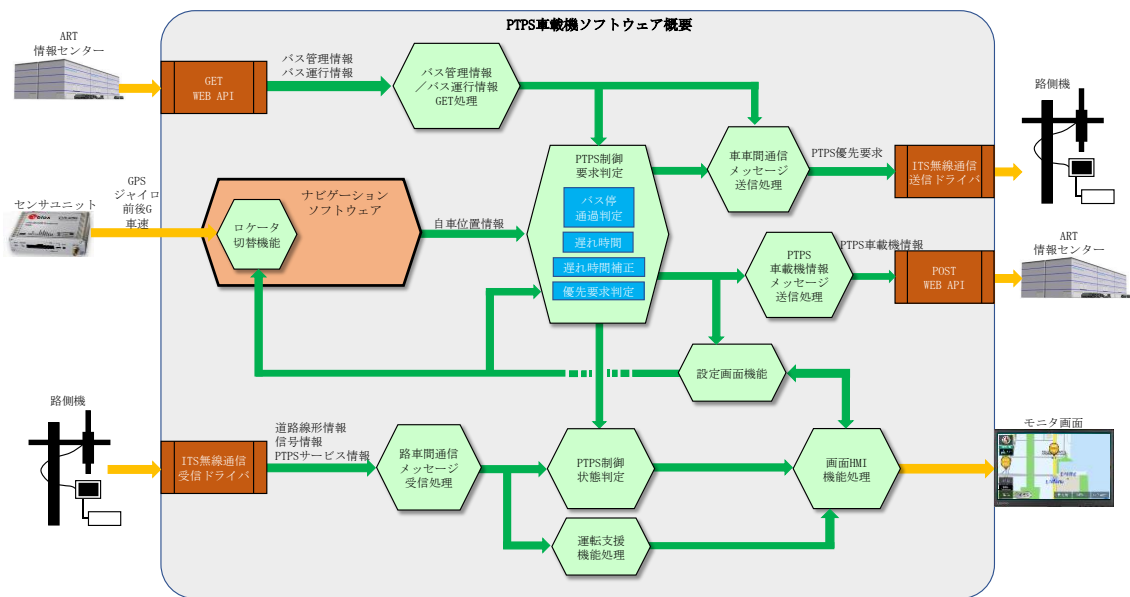 PTPS車載機ソフトウェア概要
ART
情報センター
GET
WEB API
バス管理情報
バス運行情報
バス管理情報
／バス運行情報
GET処理
車車間通信
メッセージ
送信処理
PTPS優先要求
ITS無線通信
送信ドライバ
路側機
PTPS制御
要求判定
バス停
通過判定
遅れ時間
遅れ時間補正
優先要求判定
センサユニット
GPS
ジャイロ
前後G
車速
ナビゲーション
ソフトウェア
ロケータ
切替機能
自車位置情報
PTPS
車載機情報
メッセージ
送信処理
PTPS車載機情報
POST
WEB API
ART
情報センター
設定画面機能
路側機
ITS無線通信
受信ドライバ
道路線形情報
信号情報
PTPSサービス情報
路車間通信
メッセージ
受信処理
PTPS制御
状態判定
運転支援
機能処理
画面HMI
機能処理
モニタ画面